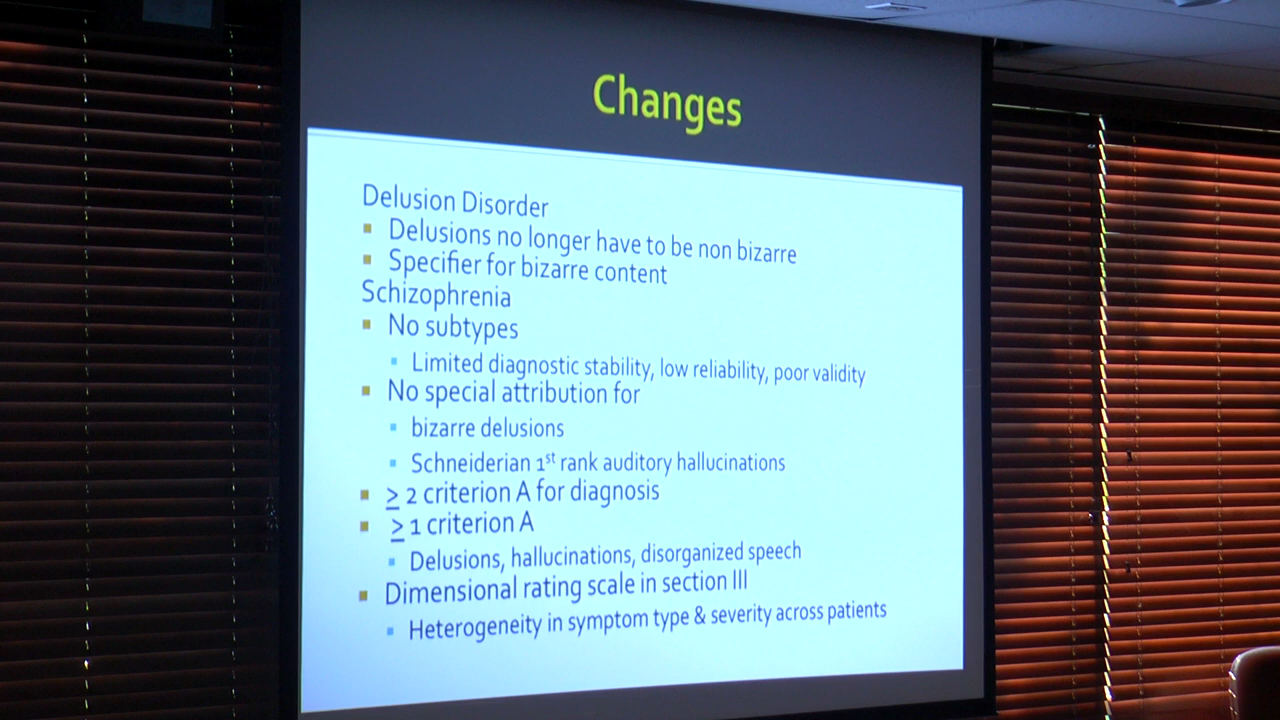 Changes
Delusion Disorder
Delusions no longer have to be non bizarre
Specifier for bizarre content
Schizophrenia
No subtypes
Limited diagnostic stability, low reliability, poor validity
No special attribution for
bizarre delusions
Schneiderian 1st rank auditory hallucinations
≥ 2 criterion A for diagnosis
≥ 1 criterion A
Delusions, hallucinations, disorganized speech
Dimensional rating scale in section III
Heterogeneity in symptom type & severity across patients